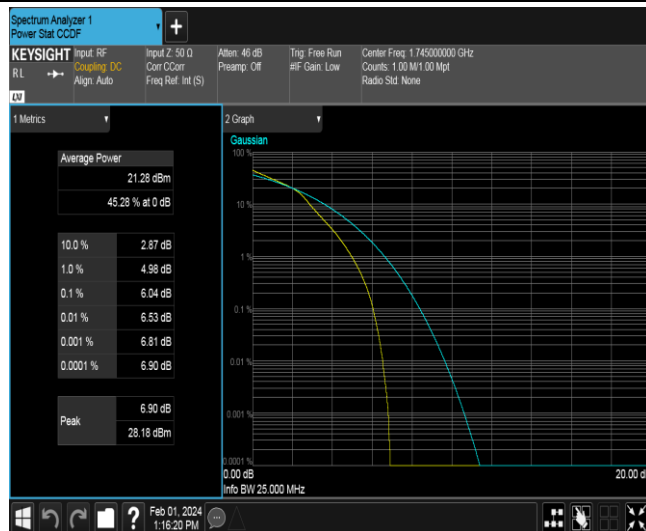 Spectrum Analyzer 1
Power Stat CCDF
KEYSIGHT
RL
Input: RF
Coupling: DC
Align: Auto
Input Z: 50 Ω
Corr CCorr
Freq Ref: Int (S)
Atten: 46 dB
Preamp: Off
Trig: Free Run
#IF Gain: Low
Center Freq: 1.745000000 GHz
Counts: 1.00 M/1.00 Mpt
Radio Std: None
1 Metrics
Average Power
21.28 dBm
45.28 % at 0 dB
10.0 % 2.87 dB
1.0 % 4.98 dB
0.1 % 6.04 dB
0.01 % 6.53 dB
0.001 % 6.81 dB
0.0001 % 6.90 dB
Peak
6.90 dB
28.18 dBm
2 Graph
Gaussian
100 %
10 %
1 %
0.1 %
0.01 %
0.001 %
0.0001 %
0.00 dB
20.00 d
Info BW 25.000 MHz
?
Feb 01, 2024
1:16:20 PM